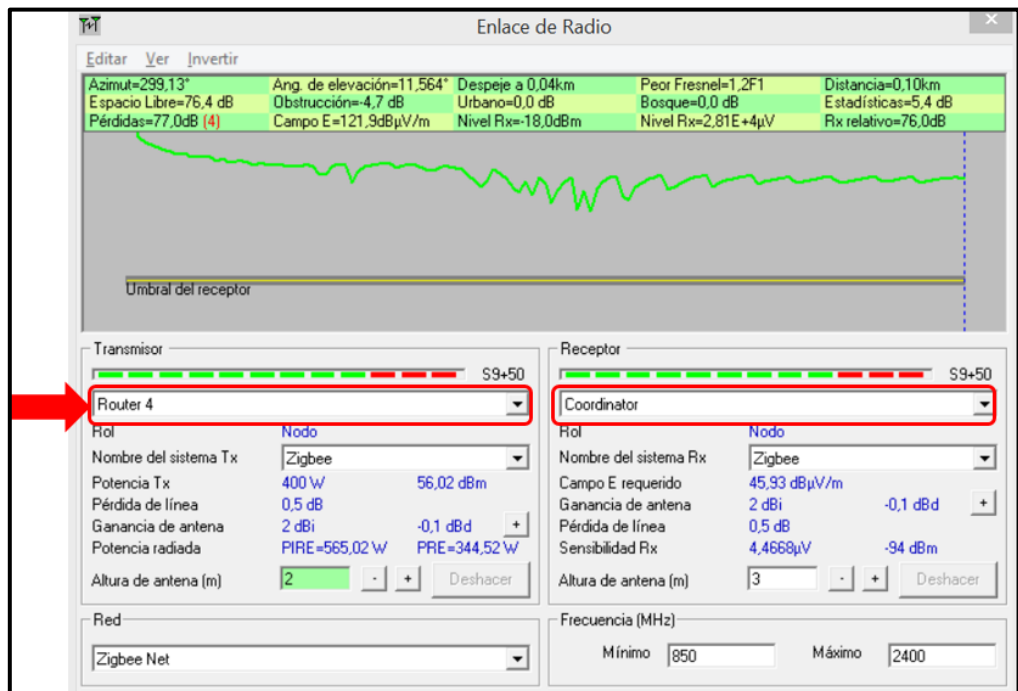 Enlace de Radio
Editar Ver Invertir
Azimut=299,13° Ang. de elevación=11,564° Despeje a 0,04km Peor Fresnel=1,2F1 Distancia=0,10km
Espacio Libre=76,4 dB Obstrucción=-4,7 dB Urbano=0,0 dB Bosque=0,0 dB Estadísticas=5,4 dB
Pérdidas=77,0dB (4) Campo E=121,9dBµV/m Nivel Rx=-18,0dBm Nivel Rx=2,81E+4µV Rx relativo=76,0dB
Umbral del receptor
Transmisor
S9+50
Router 4
Rol Nodo
Nombre del sistema Tx Zigbee
Potencia Tx 400 W 56,02 dBm
Pérdida de línea 0,5 dB
Ganancia de antena 2 dBi -0,1 dBd +
Potencia radiada PIRE=565,02 W PRE=344,52 W
Altura de antena (m) 2 - + Deshacer
Red
Zigbee Net
Receptor
S9+50
Coordinator
Rol Nodo
Nombre del sistema Rx Zigbee
Campo E requerido 45,93 dBµV/m
Ganancia de antena 2 dBi -0,1 dBd +
Pérdida de línea 0,5 dB
Sensibilidad Rx 4,4668µV -94 dBm
Altura de antena (m) 3 - + Deshacer
Frecuencia (MHz)
Mínimo 850 Máximo 2400